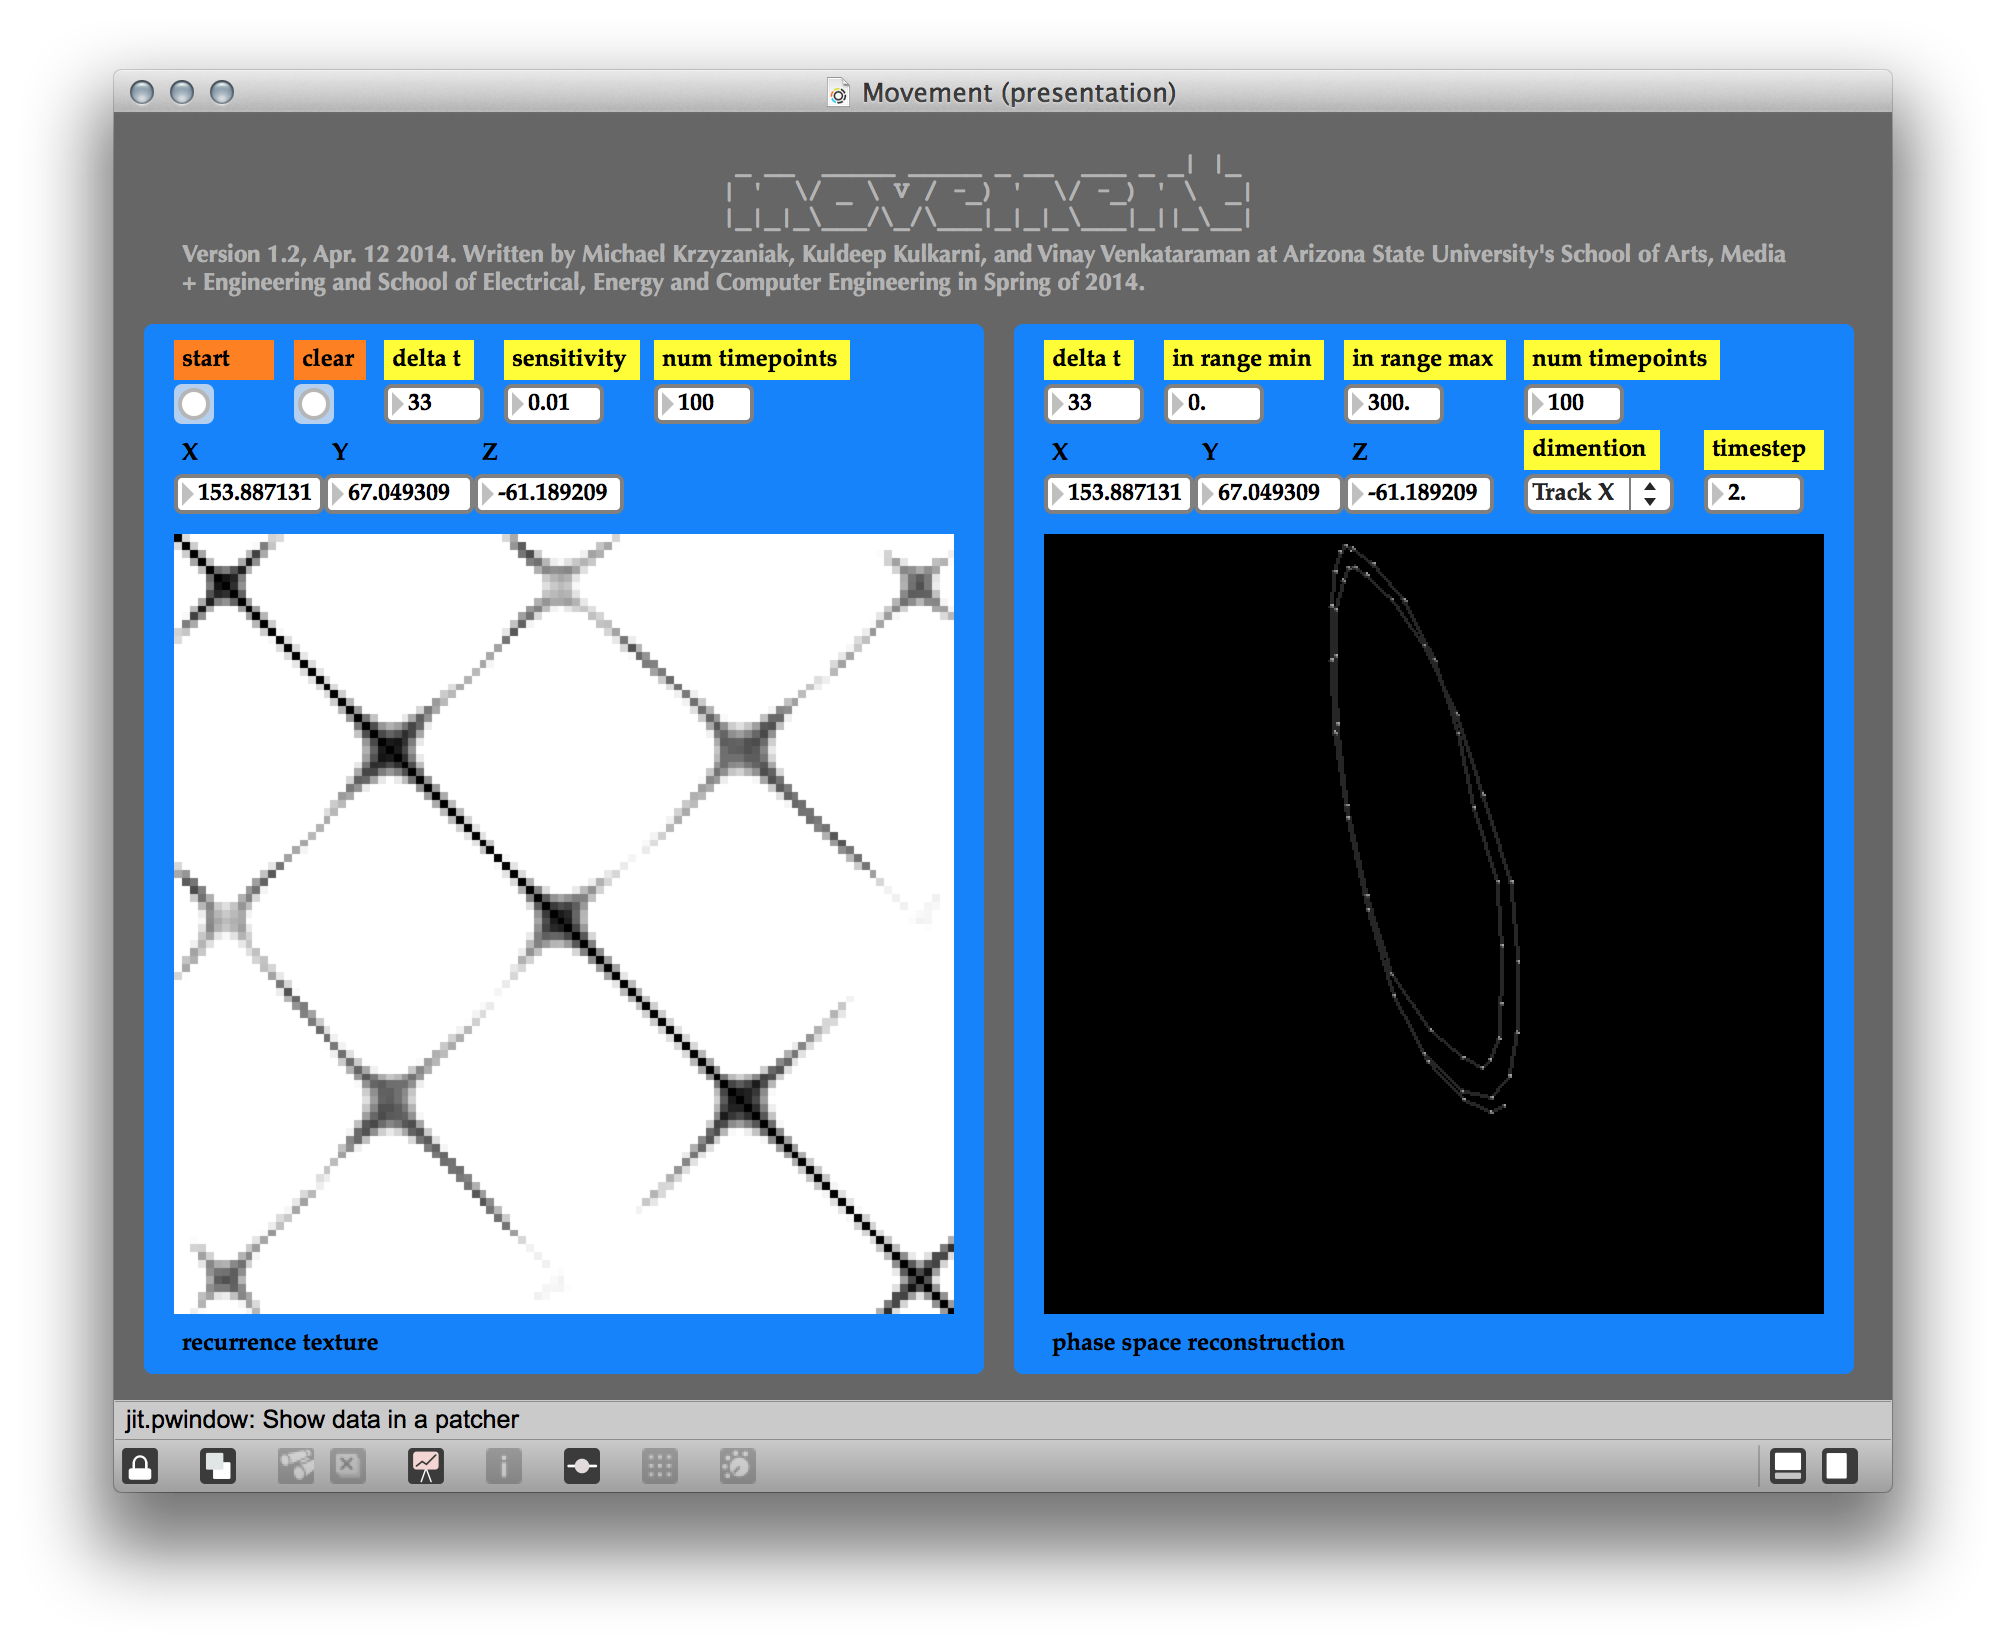 Movement (presentation)
movement
Version 1.2, Apr. 12 2014. Written by Michael Krzyzaniak, Kuldeep Kulkarni, and Vinay Venkataraman at Arizona State University's School of Arts, Media
+ Engineering and School of Electrical, Energy and Computer Engineering in Spring of 2014.
start clear delta t sensitivity num timepoints
33 0.01 100
X Y Z
153.887131 67.049309 -61.189209
recurrence texture
delta t in range min in range max num timepoints
33 0. 300. 100
X Y Z dimention timestep
153.887131 67.049309 -61.189209 Track X 2.
phase space reconstruction
jit.pwindow: Show data in a patcher